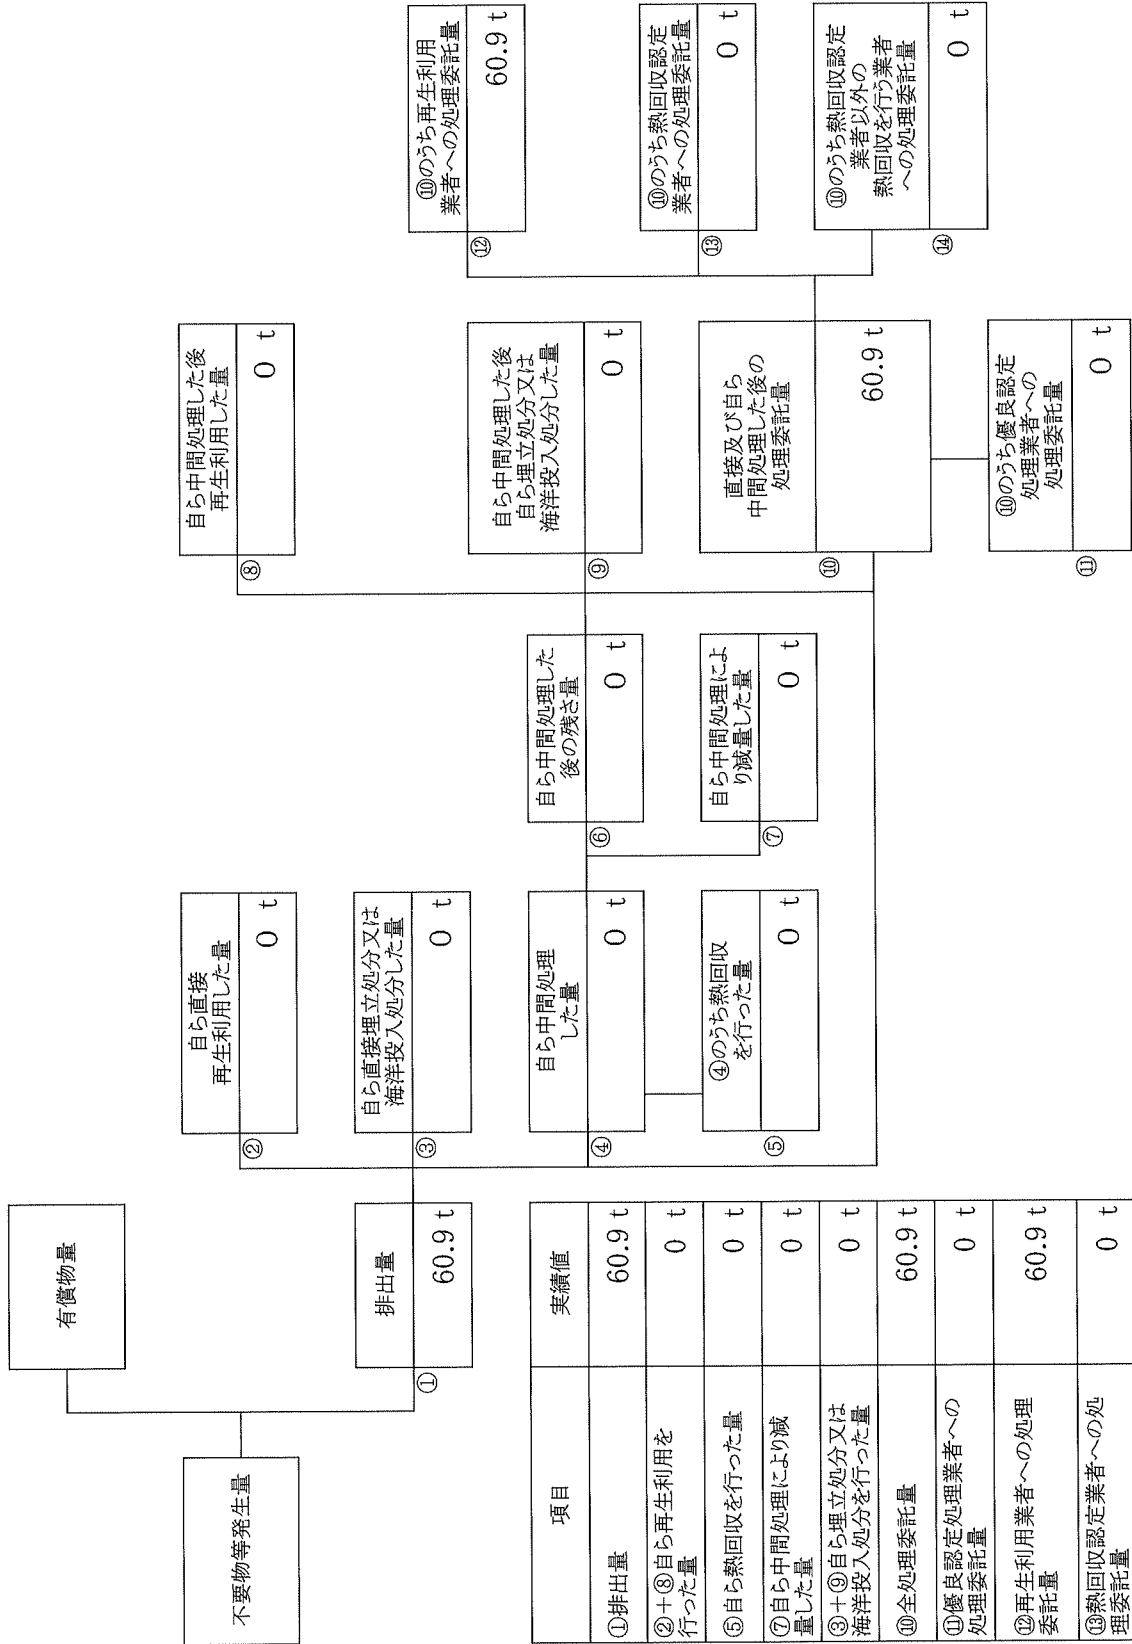 不要物等発生量
有償物量
①
排出量
60.9 t
②
自ら直接
再生利用した量
0 t
③
自ら直接埋立処分又は
海洋投入処分した量
0 t
④
自ら中間処理
した量
0 t
⑤
④のうち熱回収
を行った量
0 t
⑥
自ら中間処理した
後の残さ量
0 t
⑦
自ら中間処理によ
り減量した量
0 t
⑧
自ら中間処理した後
再生利用した量
0 t
⑨
自ら中間処理した後
自ら埋立処分又は
海洋投入処分した量
0 t
⑩
直接及び自ら
中間処理した後の
処理委託量
60.9 t
⑪
⑩のうち優良認定
処理業者への
処理委託量
0 t
⑫
⑩のうち再生利用
業者への処理委託量
60.9 t
⑬
⑩のうち熱回収認定
業者への処理委託量
0 t
⑭
⑩のうち熱回収認定
業者以外の
熱回収を行う業者
への処理委託量
0 t
項目 実績値
①排出量 60.9 t
②+⑧自ら再生利用を
行った量 0 t
⑤自ら熱回収を行った量 0 t
⑦自ら中間処理により減
量した量 0 t
③+⑨自ら埋立処分又は
海洋投入処分を行った量 0 t
⑩全処理委託量 60.9 t
⑪優良認定処理業者への
処理委託量 0 t
⑫再生利用業者への処理
委託量 60.9 t
⑬熱回収認定業者への処
理委託量 0 t